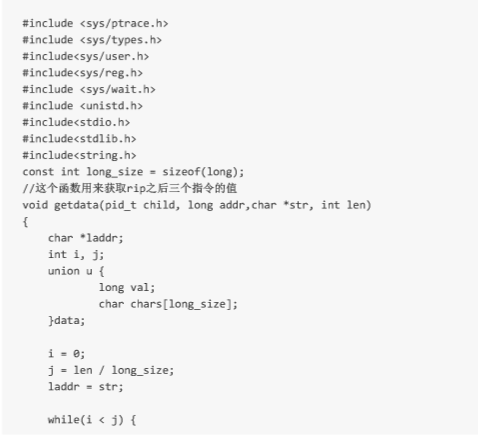 #include <sys/ptrace.h>
#include <sys/types.h>
#include<sys/user.h>
#include<sys/reg.h>
#include <sys/wait.h>
#include <unistd.h>
#include<stdio.h>
#include<stdlib.h>
#include<string.h>
const int long_size = sizeof(long);
//这个函数用来获取rip之后三个指令的值
void getdata(pid_t child, long addr,char *str, int len)
{
    char *laddr;
    int i, j;
    union u {
            long val;
            char chars[long_size];
    }data;
    i = 0;
    j = len / long_size;
    laddr = str;
    while(i < j) {